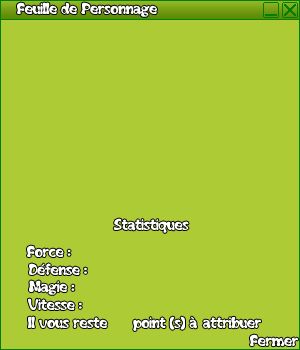 Feuille de Personnage
Statistiques
Force :
Défense :
Magie :
Vitesse :
Il vous reste point (s) à attribuer
Fermer